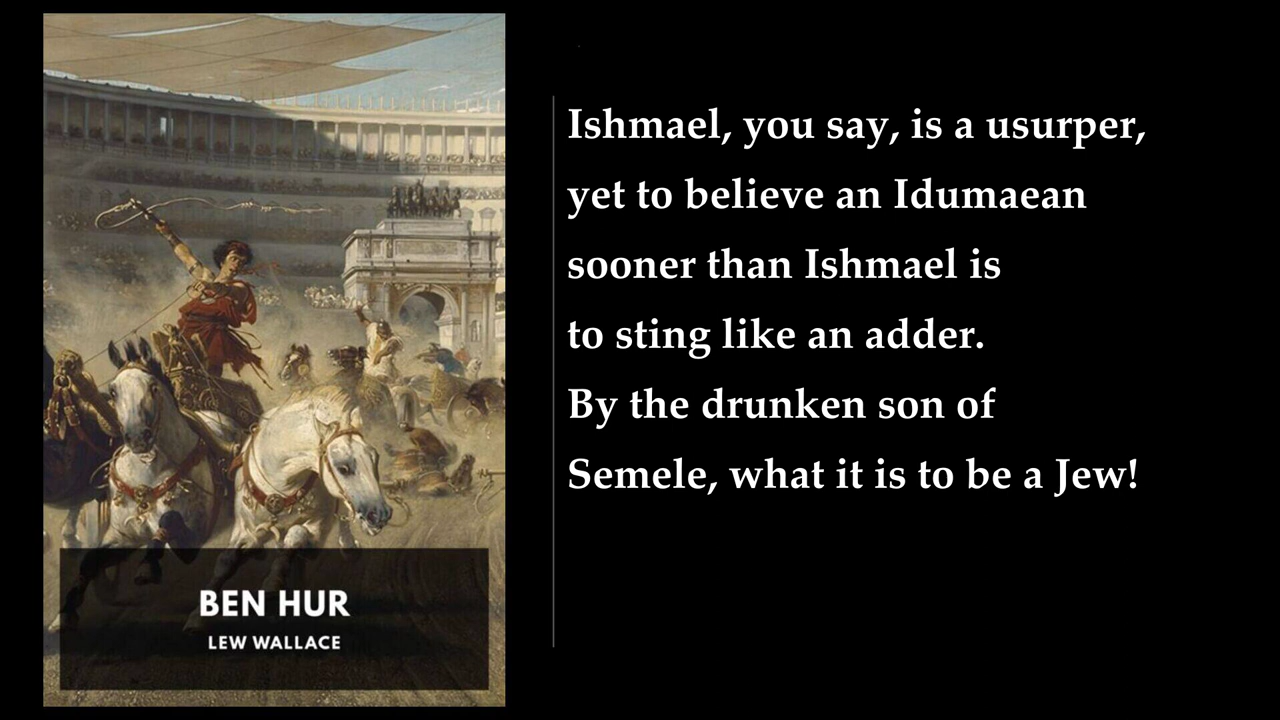 Ishmael, you say, is a usurper,
yet to believe an Idumaean
sooner than Ishmael is
to sting like an adder.
By the drunken son of
Semele, what it is to be a Jew!
BEN HUR
LEW WALLACE